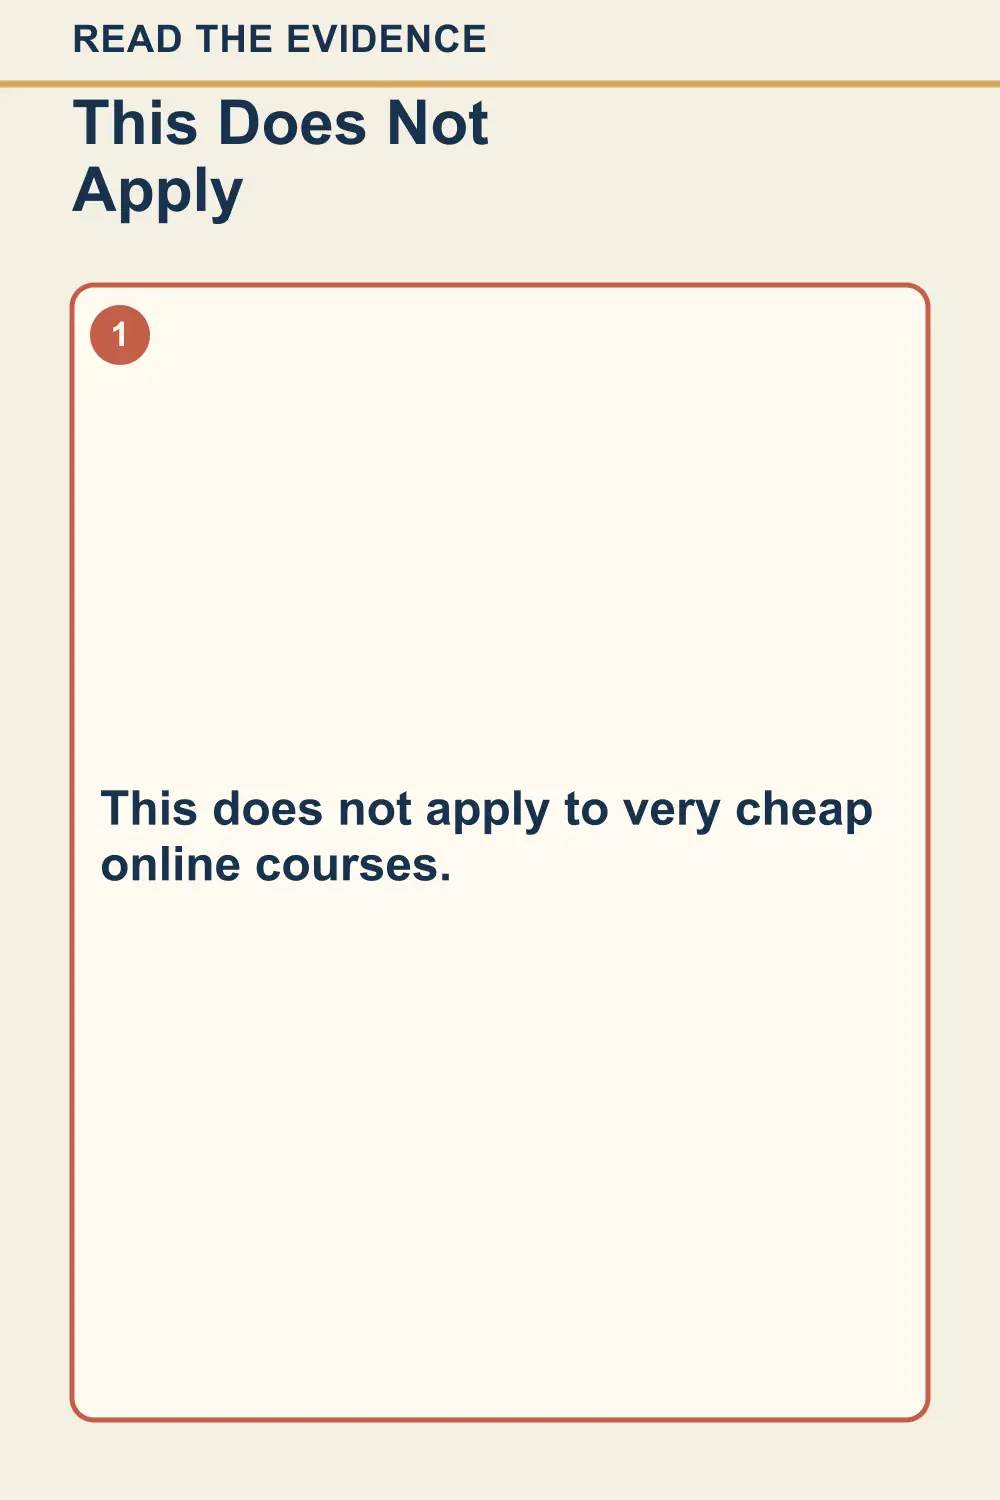 READ THE EVIDENCE
This Does Not
Apply
1
This does not apply to very cheap
online courses.